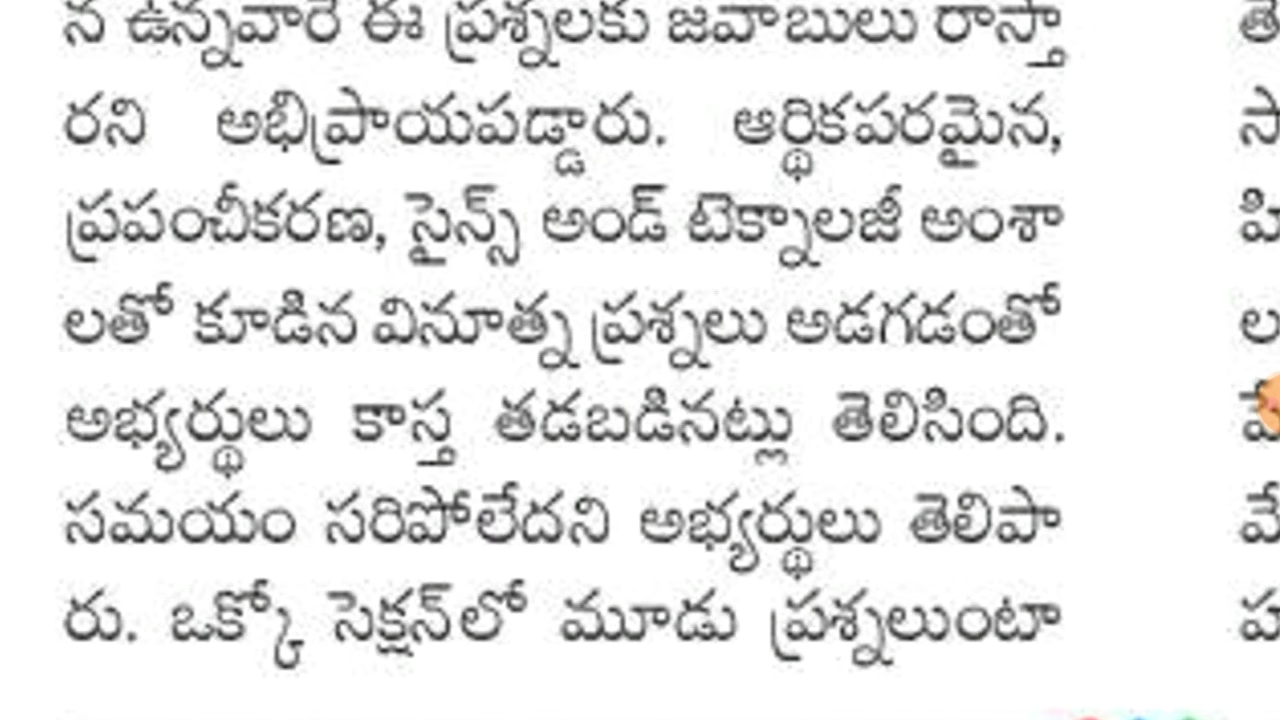 న ఉన్నవారే ఈ ప్రశ్నలకు జవాబులు రాస్తా
రని అభిప్రాయపడ్డారు. ఆర్థికపరమైన,
ప్రపంచీకరణ, సైన్స్ అండ్ టెక్నాలజీ అంశా
లతో కూడిన వినూత్న ప్రశ్నలు అడగడంతో
అభ్యర్థులు కాస్త తడబడినట్లు తెలిసింది.
సమయం సరిపోలేదని అభ్యర్థులు తెలిపా
రు. ఒక్కో సెక్షన్‌లో మూడు ప్రశ్నలుంటా